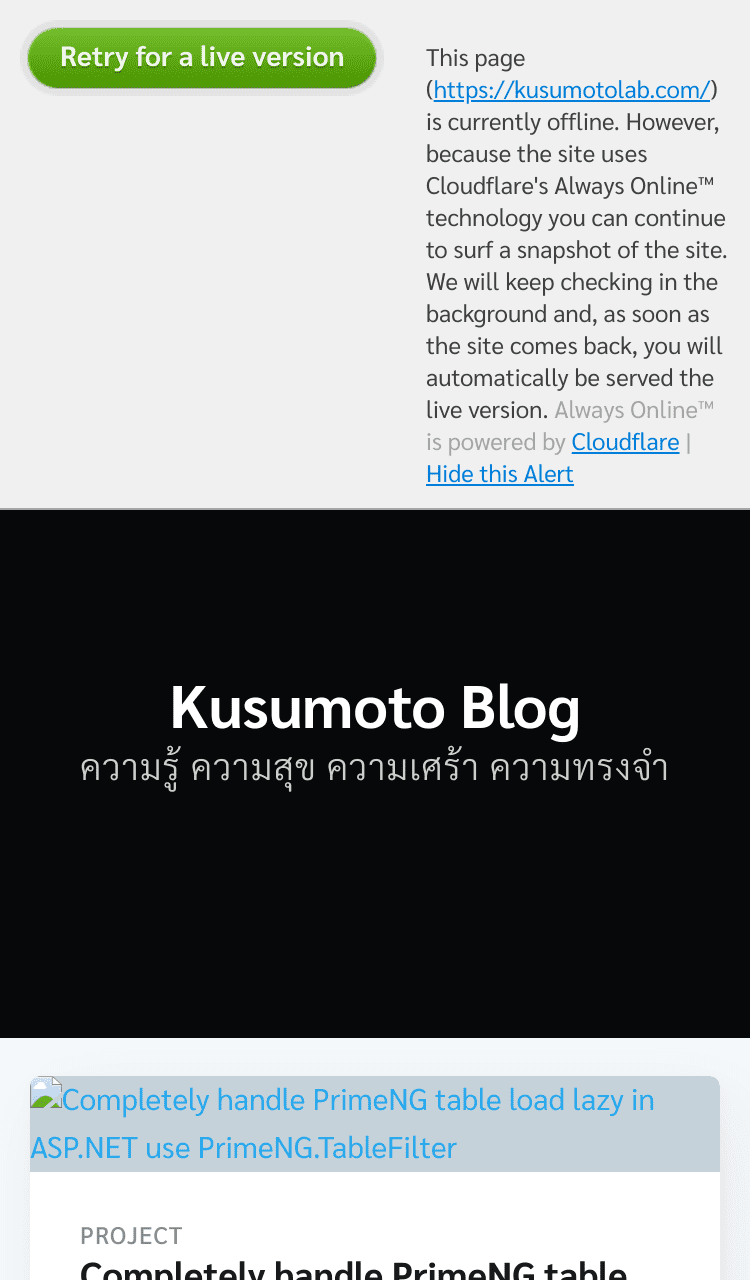 Retry for a live version
This page
(https://kusumotolab.com/)
is currently offline. However,
because the site uses
Cloudflare's Always Online™
technology you can continue
to surf a snapshot of the site.
We will keep checking in the
background and, as soon as
the site comes back, you will
automatically be served the
live version. Always Online™
is powered by Cloudflare |
Hide this Alert
Kusumoto Blog
ความรู้ ความสุข ความเศร้า ความทรงจำ
Completely handle PrimeNG table load lazy in
ASP.NET use PrimeNG.TableFilter
PROJECT
Completely handle PrimeNG table